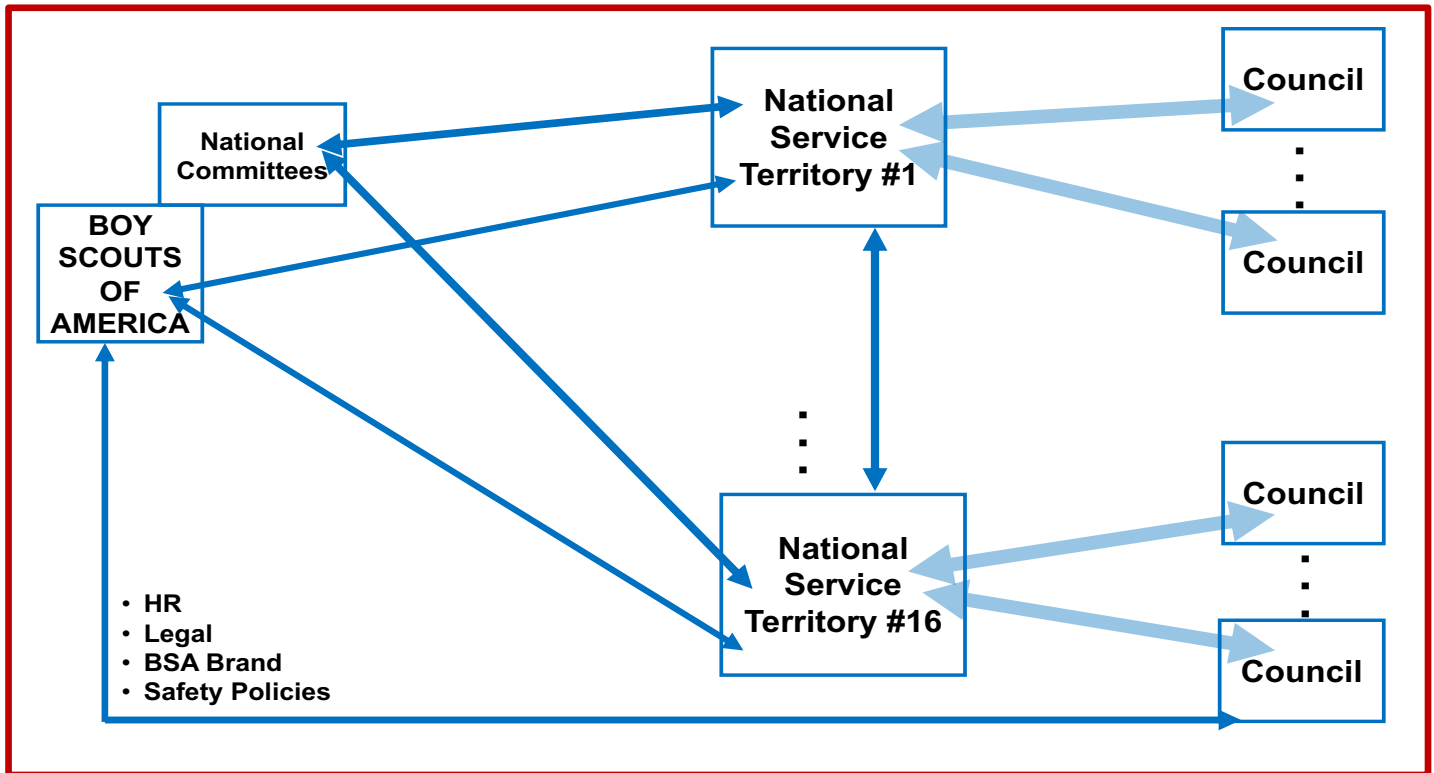 National
Committees
BOY
SCOUTS
OF
AMERICA
National
Service
Territory #1
Council
Council
National
Service
Territory #16
Council
Council
• HR
• Legal
• BSA Brand
• Safety Policies